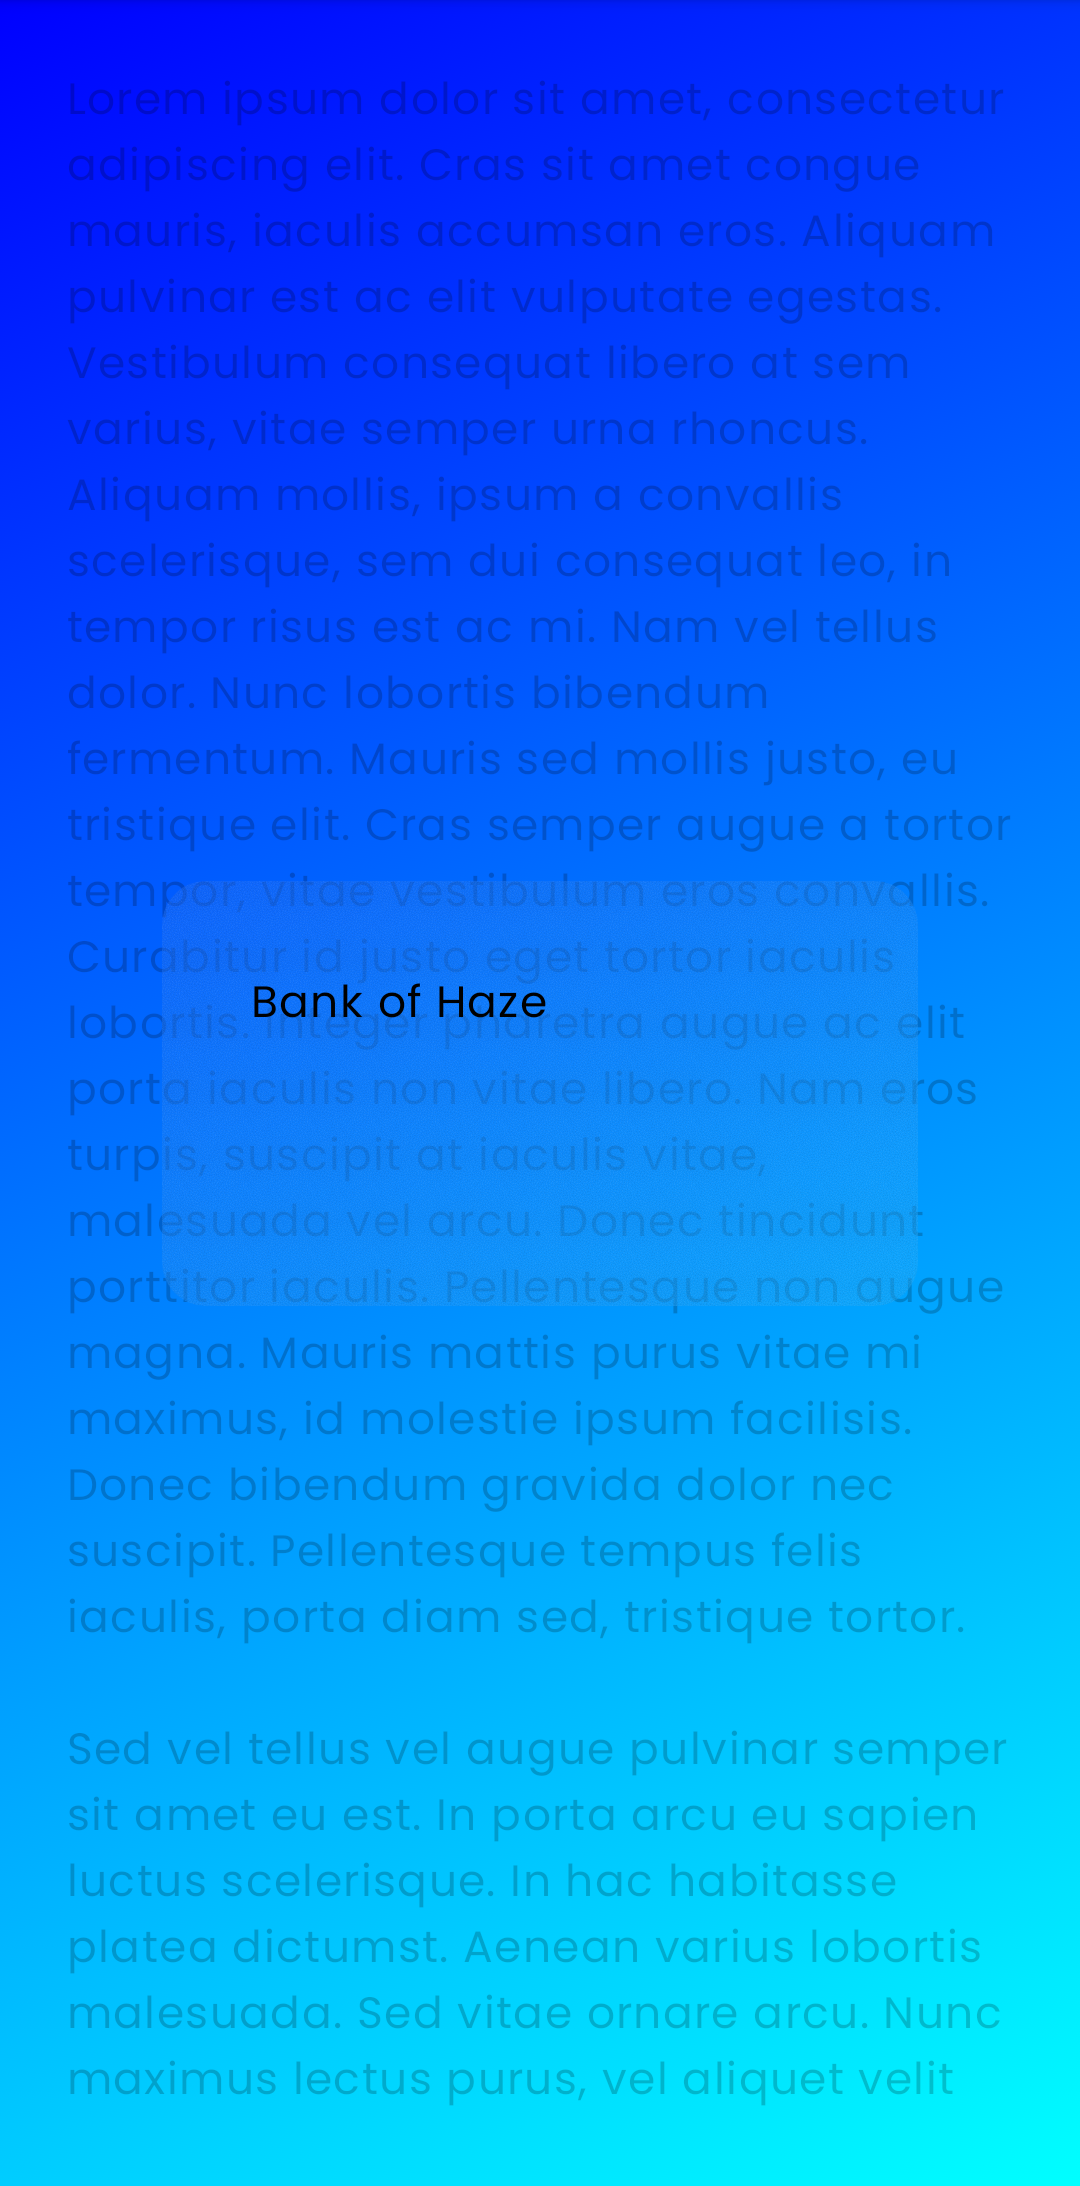 Lorem ipsum dolor sit amet, consectetur
adipiscing elit. Cras sit amet congue
mauris, iaculis accumsan eros. Aliquam
pulvinar est ac elit vulputate egestas.
Vestibulum consequat libero at sem
varius, vitae semper urna rhoncus.
Aliquam mollis, ipsum a convallis
scelerisque, sem dui consequat leo, in
tempor risus est ac mi. Nam vel tellus
dolor. Nunc lobortis bibendum
fermentum. Mauris sed mollis justo, eu
tristique elit. Cras semper augue a tortor
tempor, vitae vestibulum eros convallis.
Curabitur id justo eget tortor iaculis
Bank of Haze
lobortis. Integer pharetra augue ac elit
porta iaculis non vitae libero. Nam eros
turpis, suscipit at iaculis vitae,
malesuada vel arcu. Donec tincidunt
porttitor iaculis. Pellentesque non augue
magna. Mauris mattis purus vitae mi
maximus, id molestie ipsum facilisis.
Donec bibendum gravida dolor nec
suscipit. Pellentesque tempus felis
iaculis, porta diam sed, tristique tortor.
Sed vel tellus vel augue pulvinar semper
sit amet eu est. In porta arcu eu sapien
luctus scelerisque. In hac habitasse
platea dictumst. Aenean varius lobortis
malesuada. Sed vitae ornare arcu. Nunc
maximus lectus purus, vel aliquet velit